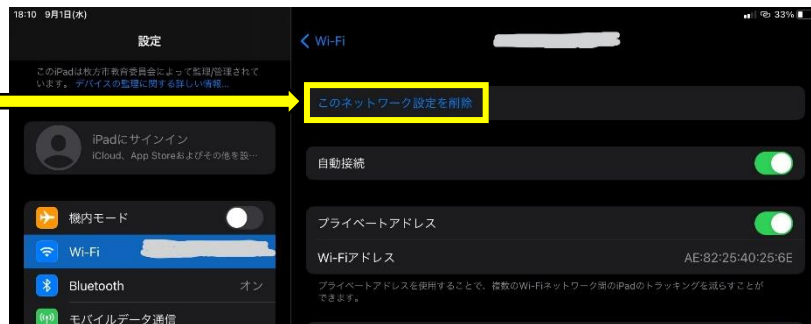 18:10 9月1日(水)
33%
設定
Wi-Fi
このiPadは枚方市教育委員会によって監理/管理されて
います。デバイスの監理に関する詳しい情報...
このネットワーク設定を削除
iPadにサインイン
iCloud、App Storeおよびその他を設…
自動接続
機内モード
プライベートアドレス
Wi-Fi
Wi-Fiアドレス
AE:82:25:40:25:6E
Bluetooth
オン
プライベートアドレスを使用することで、複数のWi-Fiネットワーク間のiPadのトラッキングを減らすことが
できます。
モバイルデータ通信